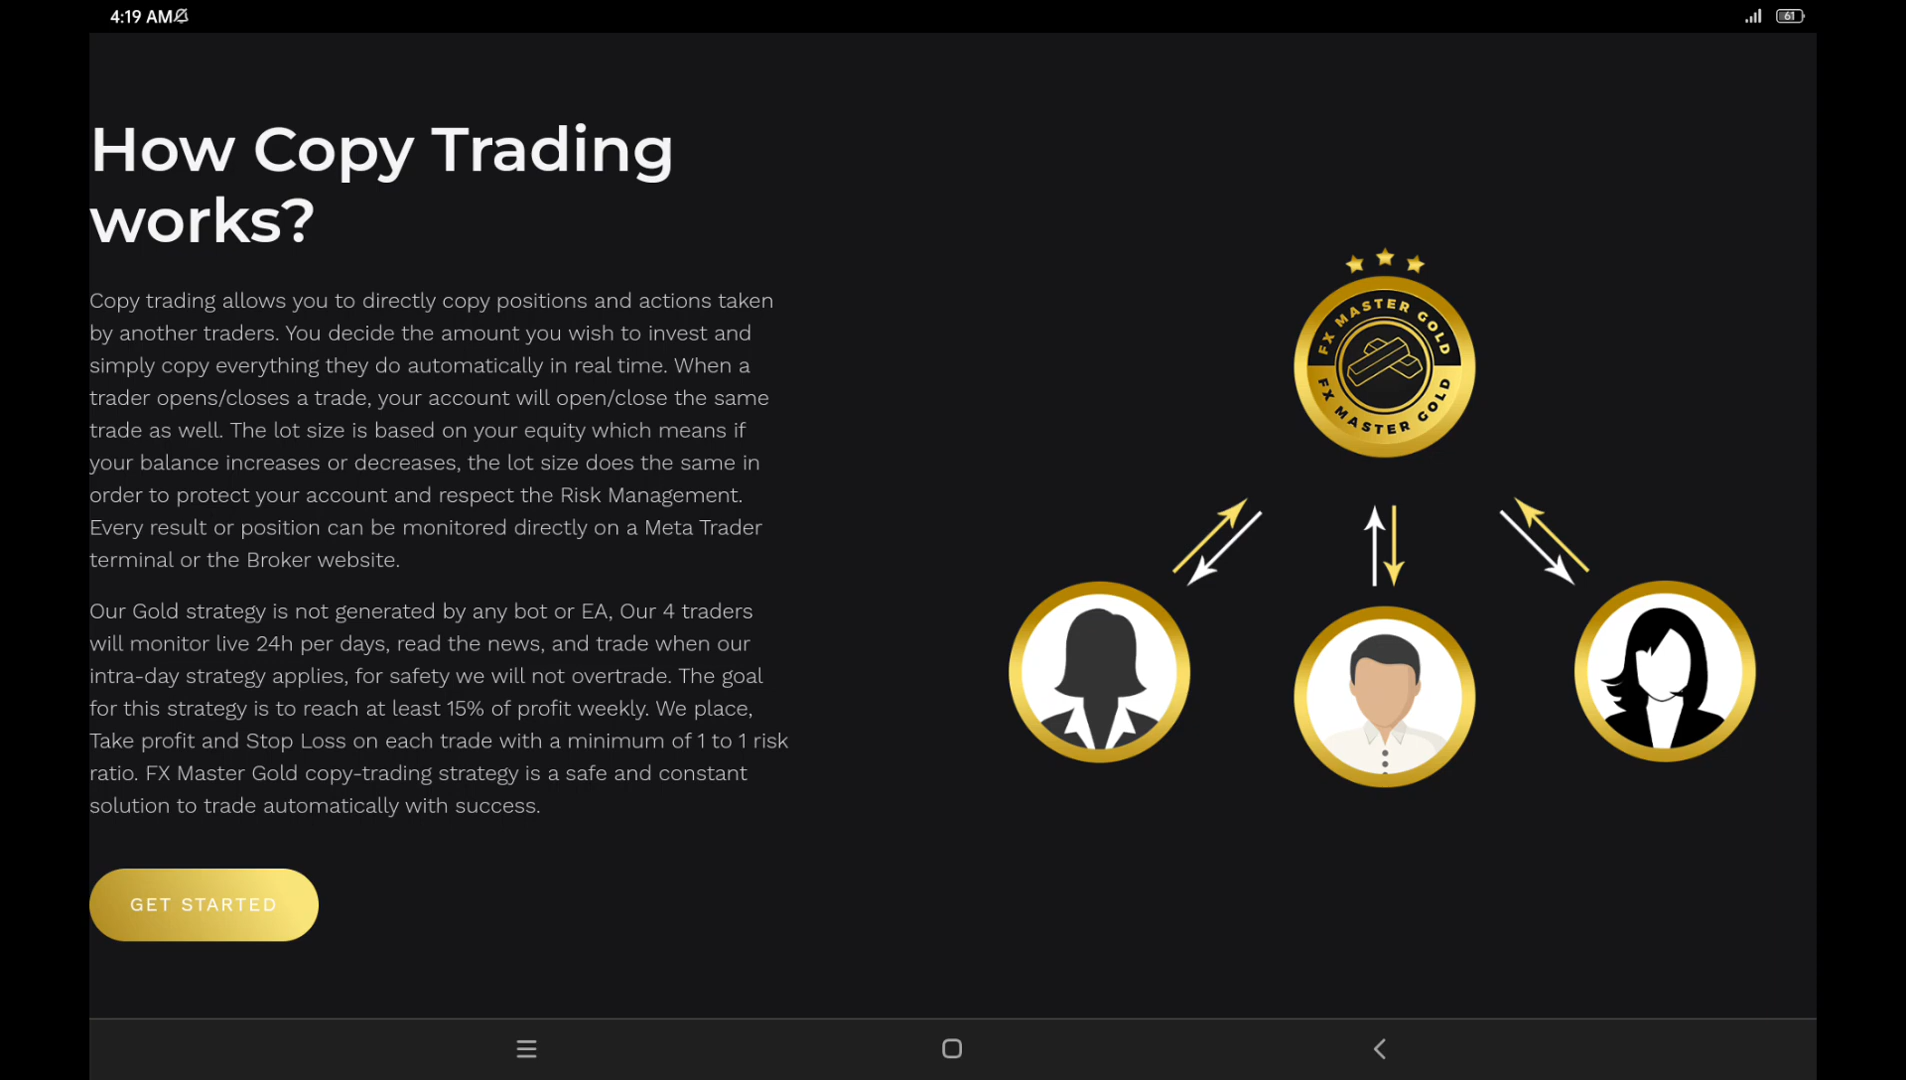 4:19 AM
61
How Copy Trading
works?
Copy trading allows you to directly copy positions and actions taken
by another traders. You decide the amount you wish to invest and
simply copy everything they do automatically in real time. When a
trader opens/closes a trade, your account will open/close the same
trade as well. The lot size is based on your equity which means if
your balance increases or decreases, the lot size does the same in
order to protect your account and respect the Risk Management.
Every result or position can be monitored directly on a Meta Trader
terminal or the Broker website.
Our Gold strategy is not generated by any bot or EA, Our 4 traders
will monitor live 24h per days, read the news, and trade when our
intra-day strategy applies, for safety we will not overtrade. The goal
for this strategy is to reach at least 15% of profit weekly. We place,
Take profit and Stop Loss on each trade with a minimum of 1 to 1 risk
ratio. FX Master Gold copy-trading strategy is a safe and constant
solution to trade automatically with success.
GET STARTED
FX MASTER GOLD
FX MASTER GOLD